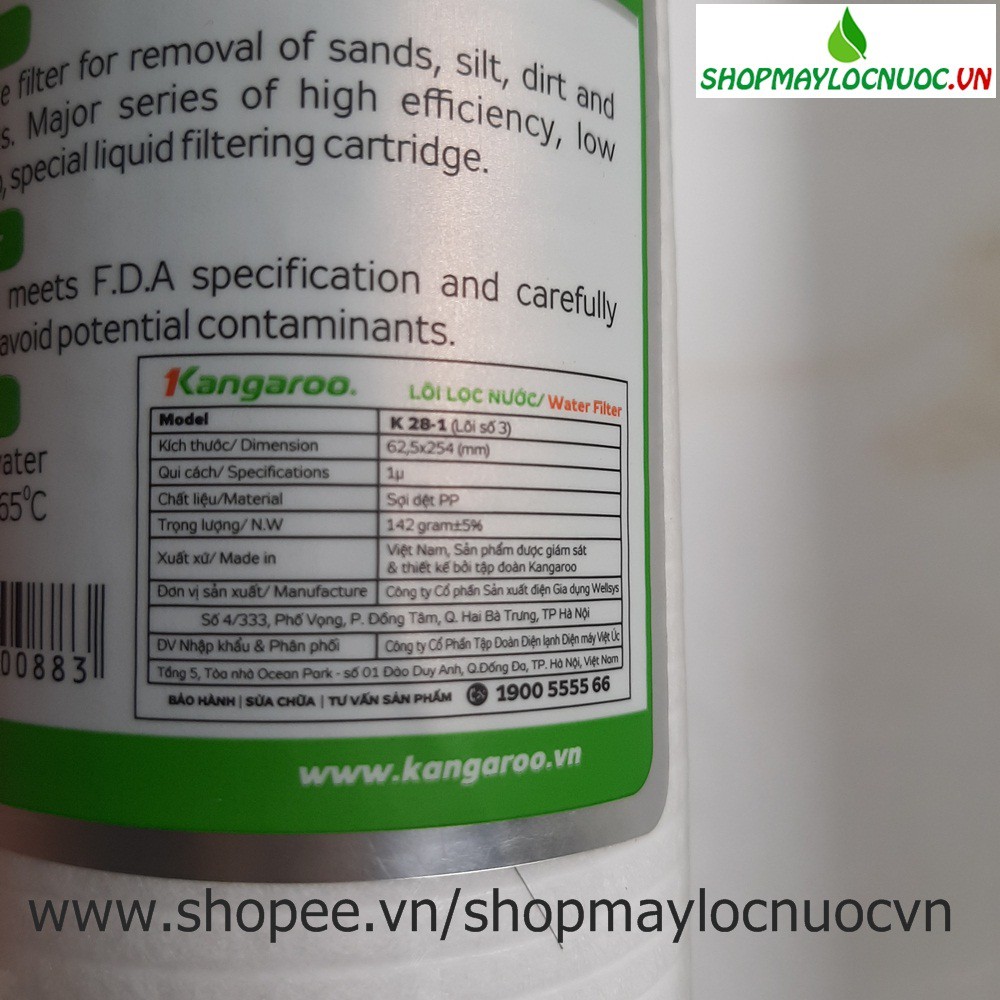 SHOPMAYLOCNUOC.VN
filter for removal of sands, silt, dirt and
s. Major series of high efficiency, low
, special liquid filtering cartridge.
meets F.D.A specification and carefully
avoid potential contaminants.
Kangaroo. LÕI LỌC NƯỚC/ Water Filter
Model K 28-1 (Lõi số 3)
Kích thước/ Dimension 62,5x254 (mm)
Qui cách/ Specifications 1µ
Chất liệu/Material Sợi dệt PP
Trọng lượng/ N.W 142 gram±5%
Xuất xứ/ Made in Việt Nam, Sản phẩm được giám sát
& thiết kế bởi tập đoàn Kangaroo
Đơn vị sản xuất/ Manufacture Công ty Cổ phần Sản xuất điện Gia dụng Wellsys
Số 4/333, Phố Vọng, P. Đồng Tâm, Q. Hai Bà Trưng, TP Hà Nội
ĐV Nhập khẩu & Phân phối Công ty Cổ Phần Tập Đoàn Điện lạnh Điện máy Việt Úc
Tầng 5, Tòa nhà Ocean Park - số 01 Đào Duy Anh, Q.Đống Đa, TP. Hà Nội, Việt Nam
BẢO HÀNH | SỬA CHỮA | TƯ VẤN SẢN PHẨM 1900 5555 66
ater
65°C
00883
www.kangaroo.vn
www.shopee.vn/shopmaylocnuocvn